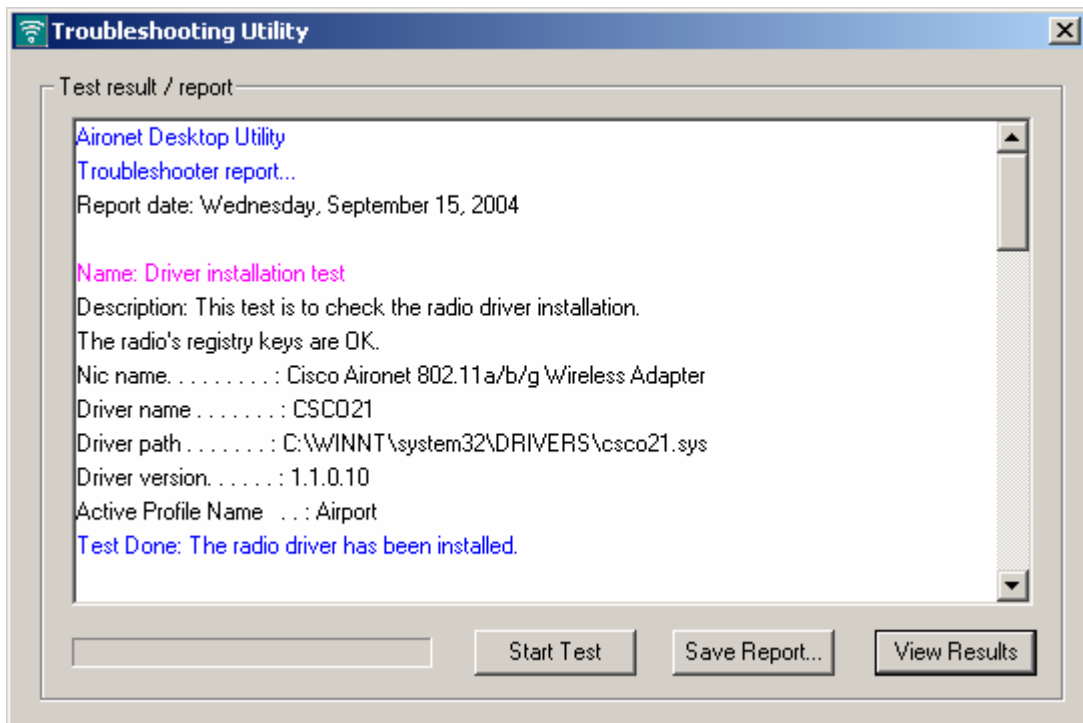 Troubleshooting Utility
Test result / report
Aironet Desktop Utility
Troubleshooter report...
Report date: Wednesday, September 15, 2004
Name: Driver installation test
Description: This test is to check the radio driver installation.
The radio's registry keys are OK.
Nic name. . . . . . . . . : Cisco Aironet 802.11a/b/g Wireless Adapter
Driver name . . . . . . . : CSCO21
Driver path . . . . . . . : C:\WINNT\system32\DRIVERS\csco21.sys
Driver version. . . . . . : 1.1.0.10
Active Profile Name . . : Airport
Test Done: The radio driver has been installed.
Start Test Save Report... View Results